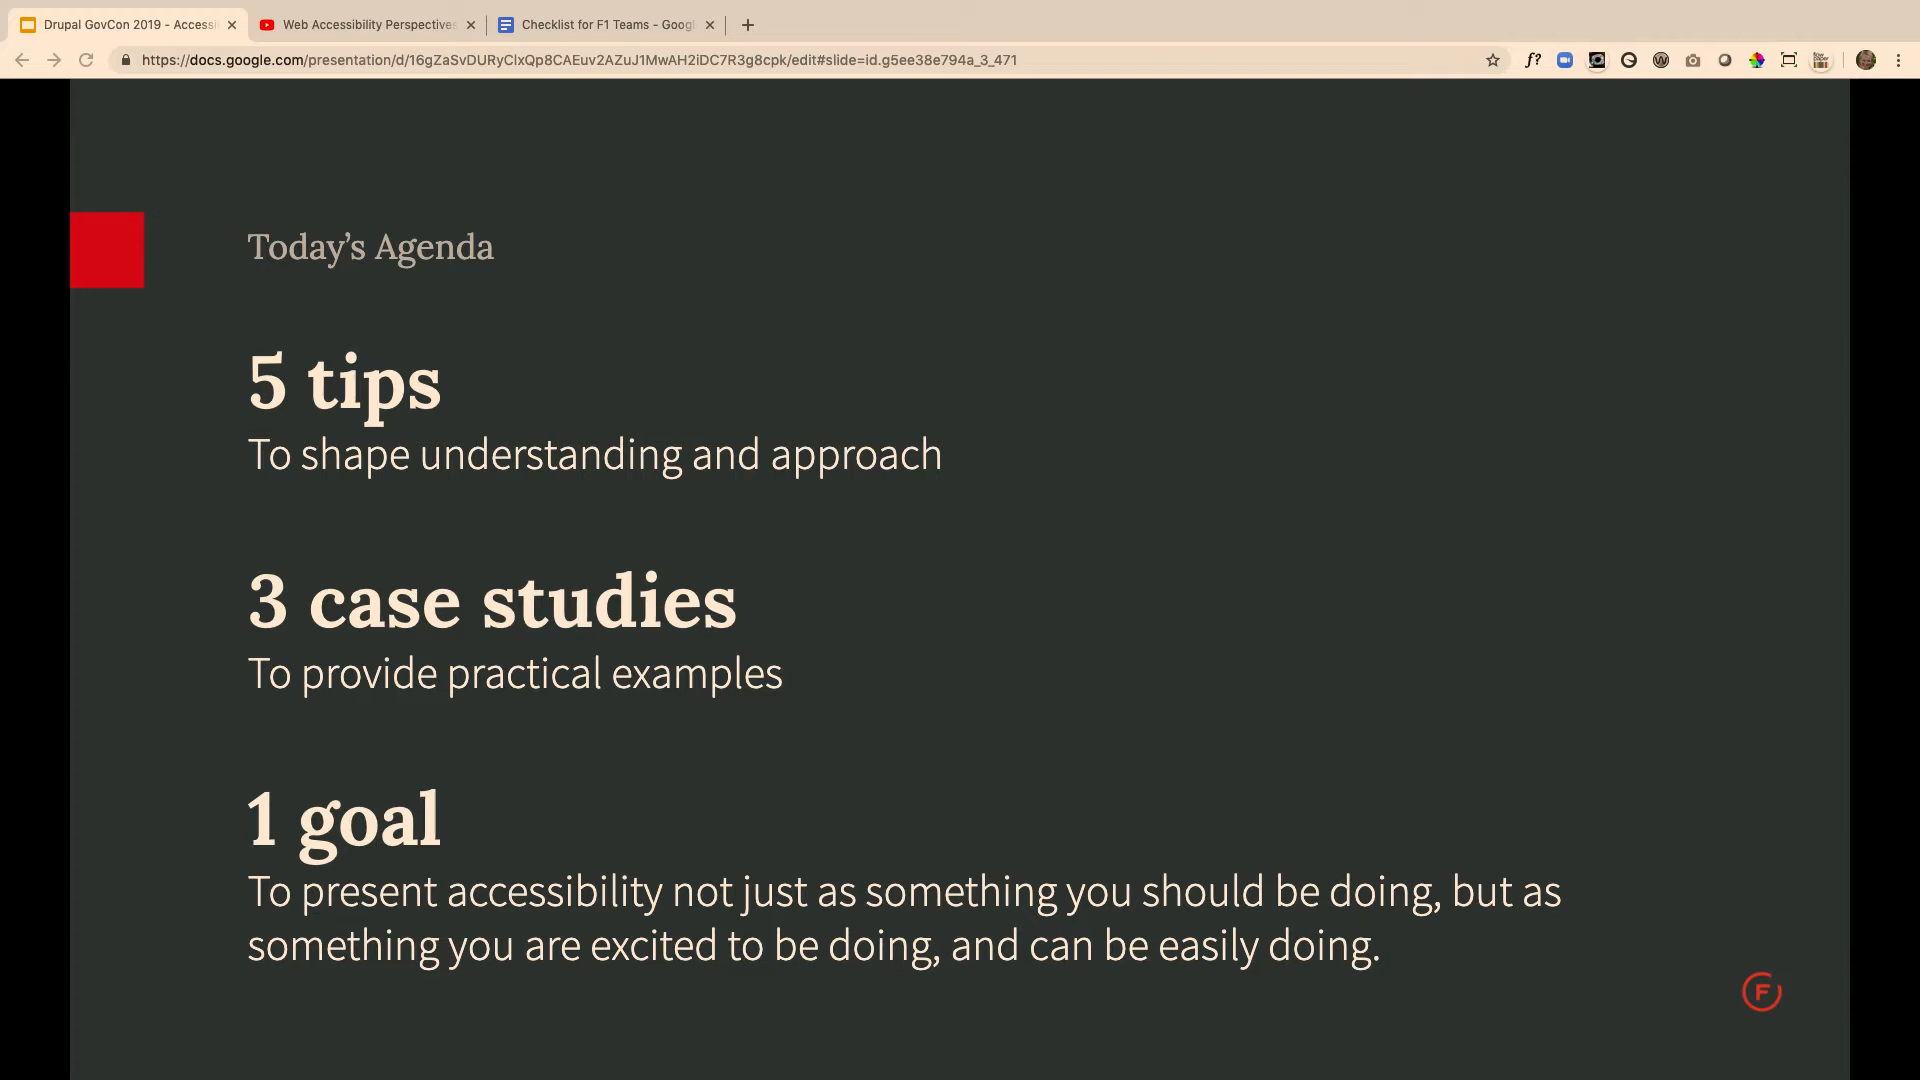 Drupal GovCon 2019 - Accessi
Web Accessibility Perspectives
Checklist for F1 Teams - Goog
https://docs.google.com/presentation/d/16gZaSvDURyClxQp8CAEuv2AZuJ1MwAH2iDC7R3g8cpk/edit#slide=id.g5ee38e794a_3_471
f?
Today’s Agenda
5 tips
To shape understanding and approach
3 case studies
To provide practical examples
1 goal
To present accessibility not just as something you should be doing, but as
something you are excited to be doing, and can be easily doing.
F